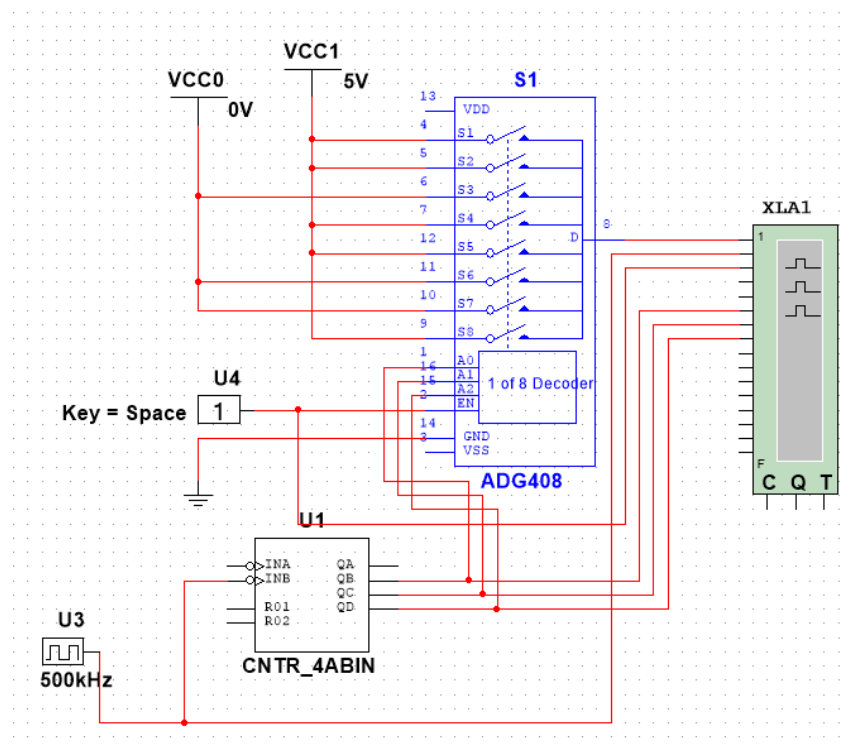 VCC1
5V
VCC0
0V
S1
13
VDD
4
S1
5
S2
6
S3
7
S4
12
S5
11
S6
10
S7
9
S8
8
D
1
A0
16
A1
15
A2
2
EN
1 of 8 Decoder
14
GND
3
VSS
ADG408
U4
Key = Space
1
XLA1
1
F
C Q T
U1
INA
QA
INB
QB
QC
R01
QD
R02
CNTR_4ABIN
U3
500kHz